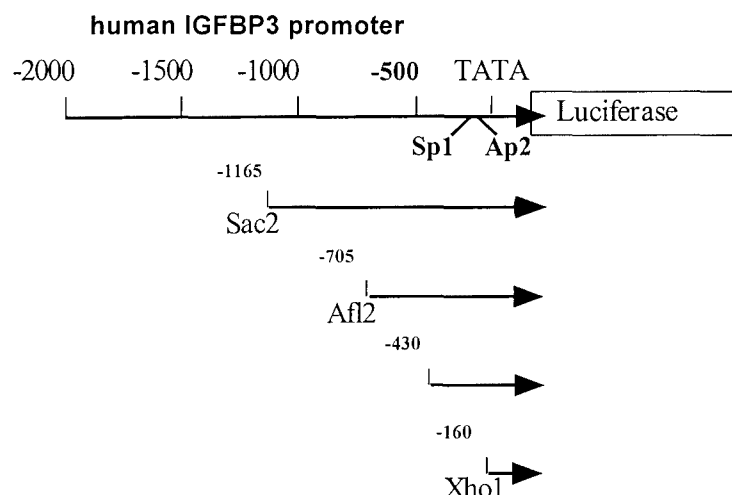 human IGFBP3 promoter
-2000 -1500 -1000 -500 TATA
Luciferase
Sp1 Ap2
-1165
Sac2
-705
Afl2
-430
-160
Xho1